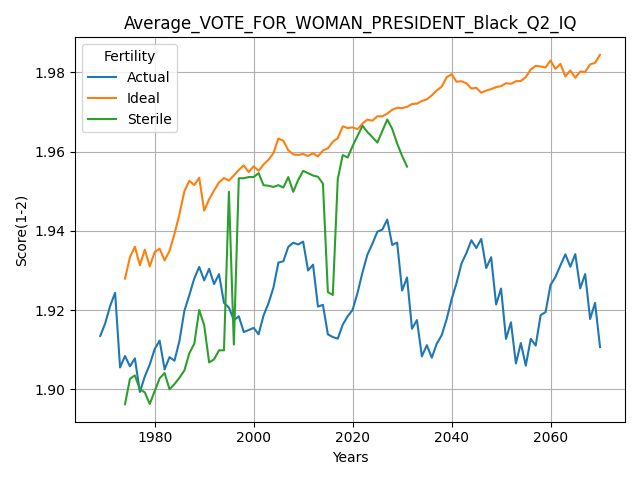 Average_VOTE_FOR_WOMAN_PRESIDENT_Black_Q2_IQ
Fertility
Actual
Ideal
Sterile
Score(1-2)
1.98
1.96
1.94
1.92
1.90
1980
2000
2020
2040
2060
Years